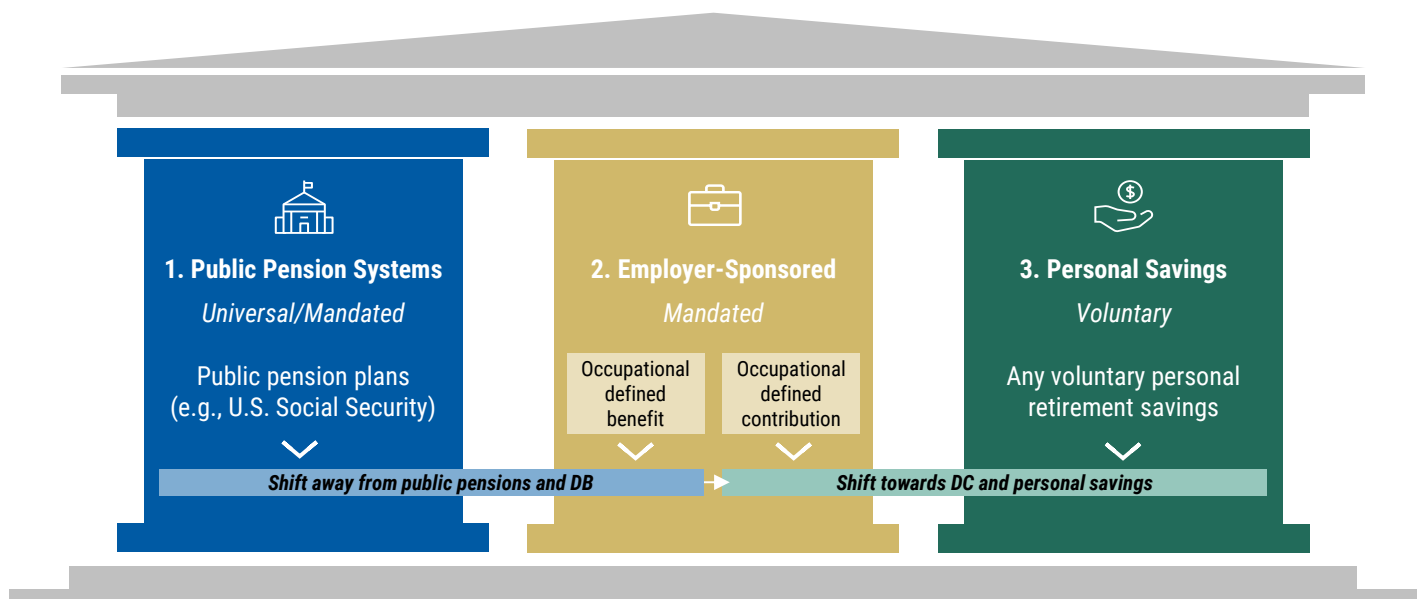 1. Public Pension Systems
Universal/Mandated
Public pension plans
(e.g., U.S. Social Security)
2. Employer-Sponsored
Mandated
Occupational
defined
benefit
Occupational
defined
contribution
3. Personal Savings
Voluntary
Any voluntary personal
retirement savings
$
Shift away from public pensions and DB
Shift towards DC and personal savings